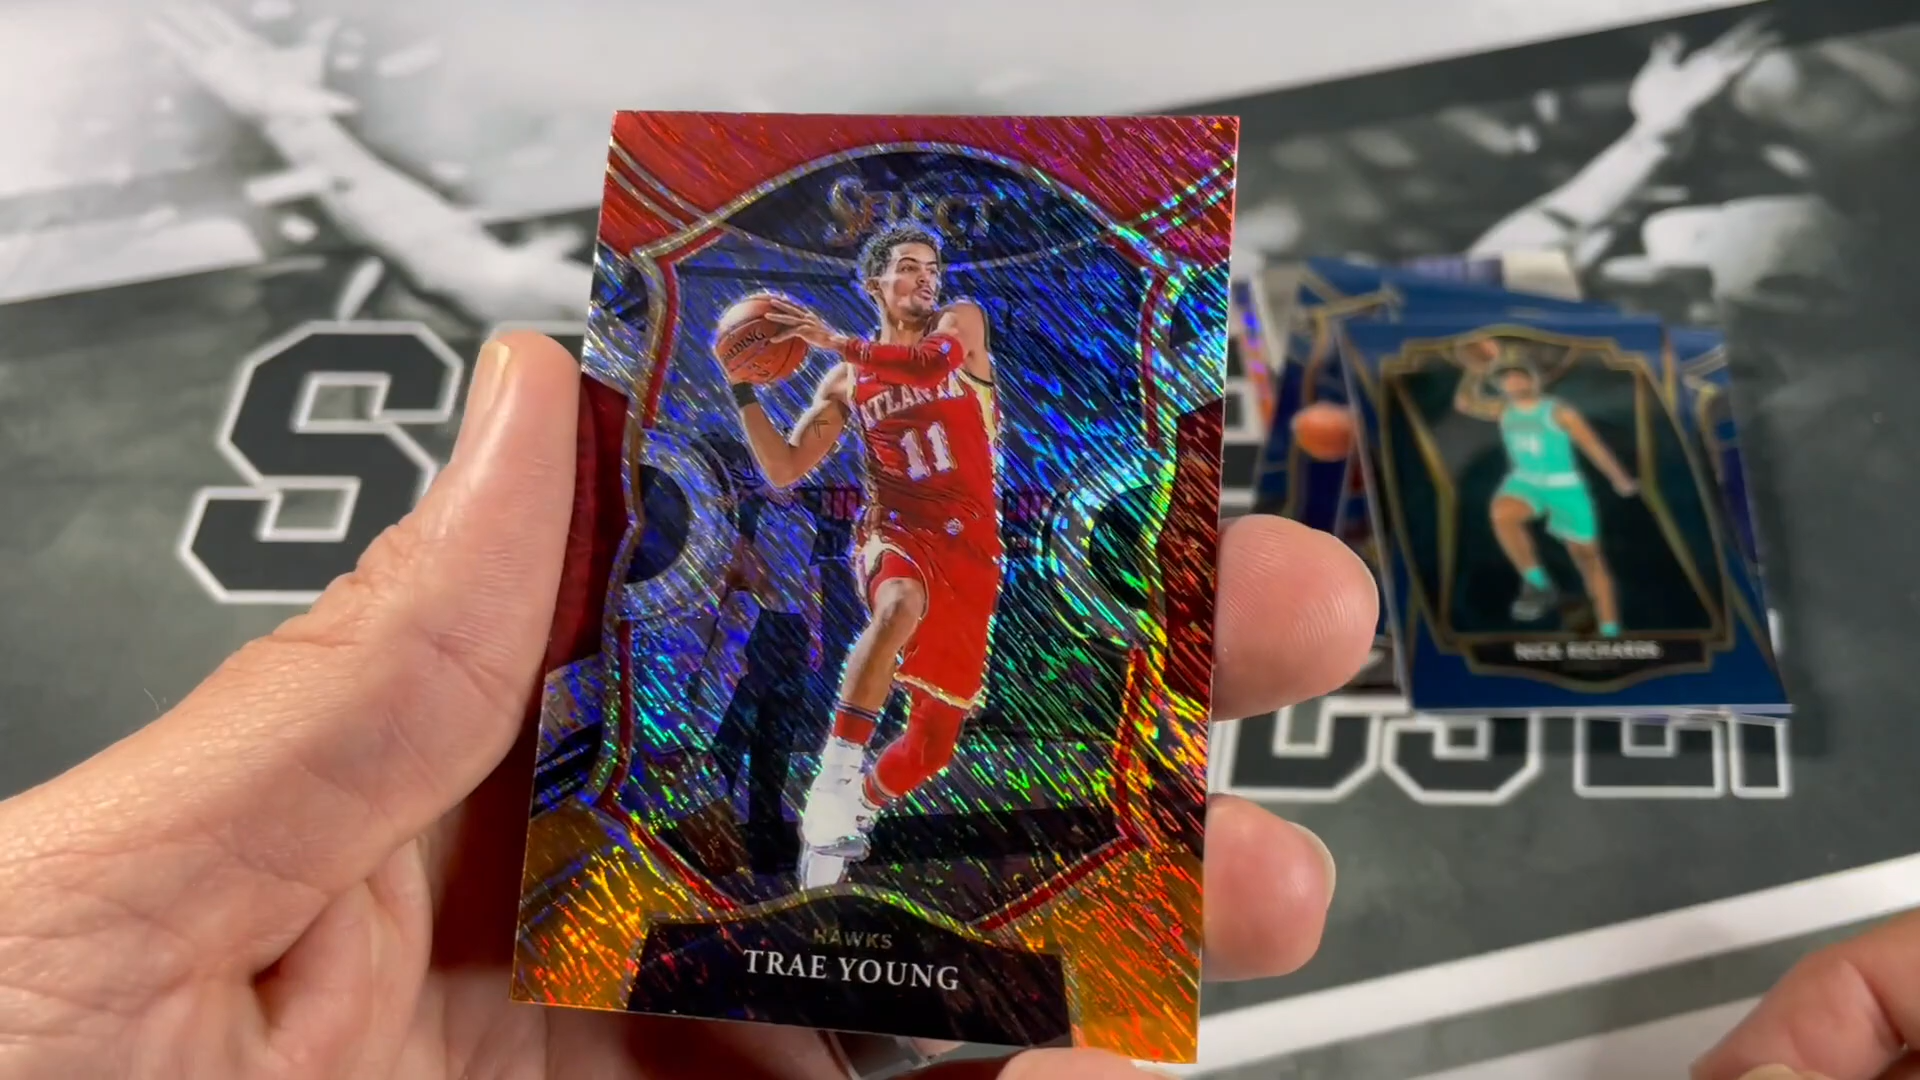 SELECT
SPALDING
ATLANTA
11
HAWKS
TRAE YOUNG
NICK RICHARDS